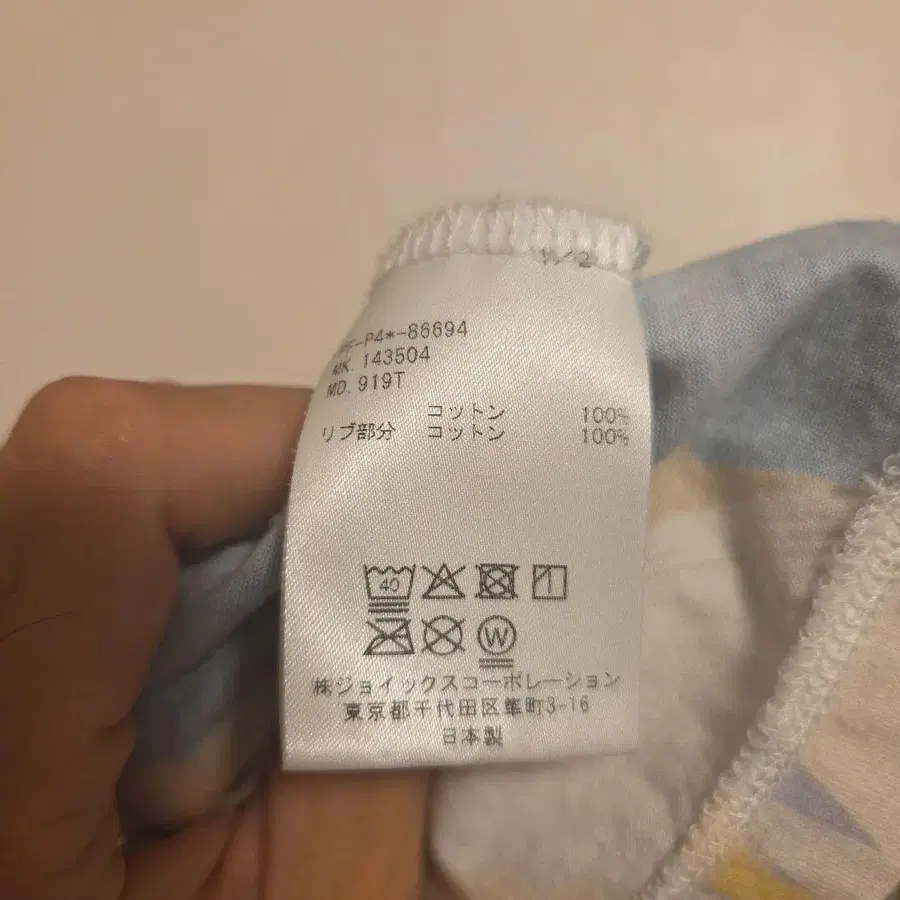 P4*-86694
MK. 143504
MD. 919T
コットン 100%
リブ部分 コットン 100%
40
W
㈱ジョイックスコーポレーション
東京都千代田区隼町3-16
日本製